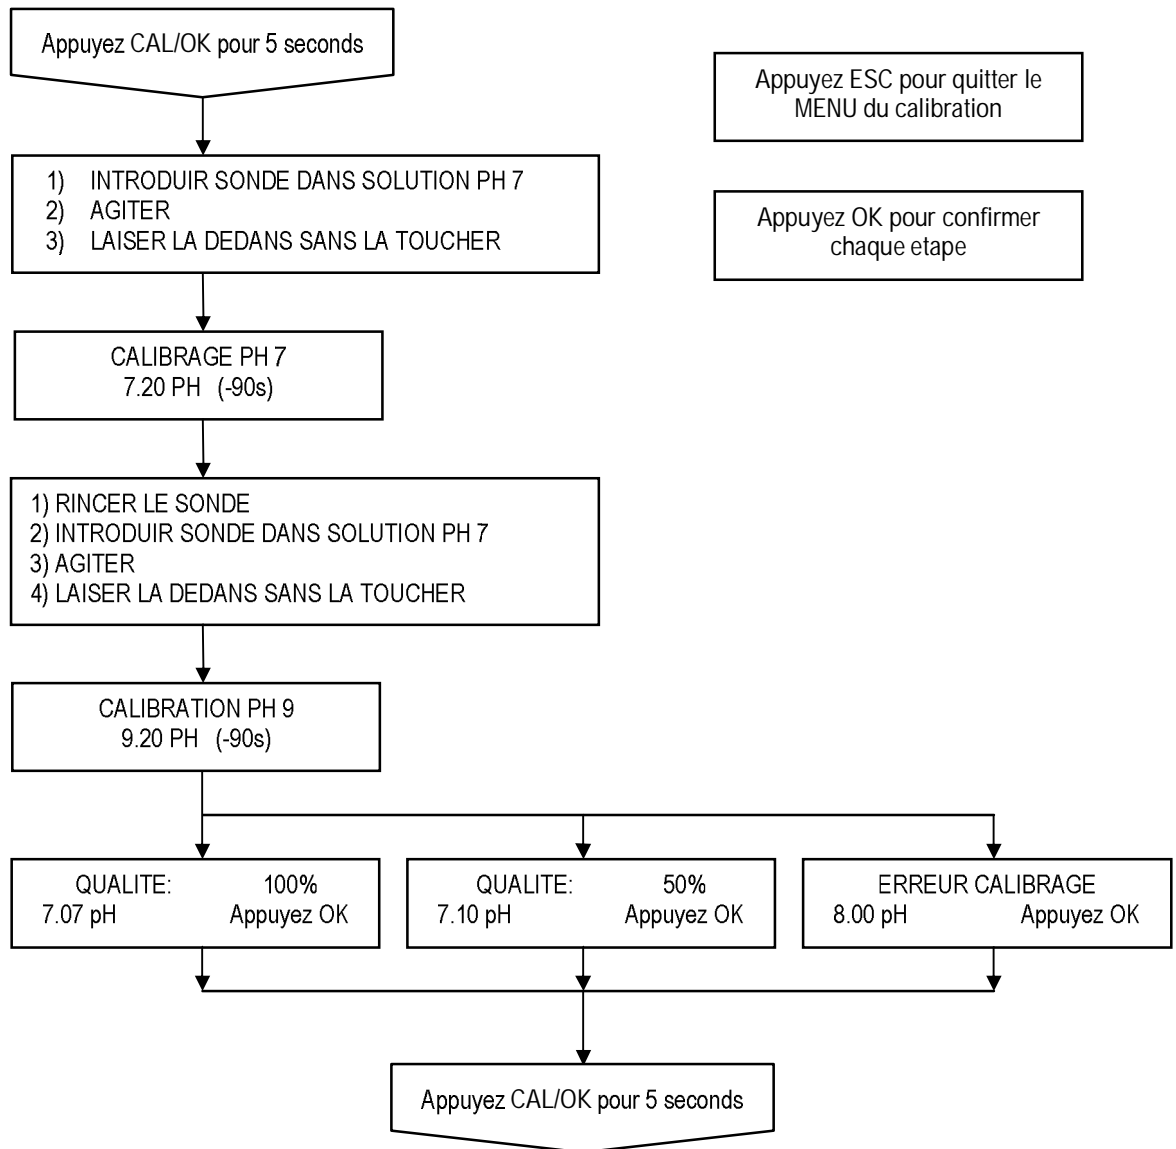 Appuyez CAL/OK pour 5 seconds
Appuyez ESC pour quitter le
MENU du calibration
1) INTRODUIR SONDE DANS SOLUTION PH 7
2) AGITER
3) LAISER LA DEDANS SANS LA TOUCHER
Appuyez OK pour confirmer
chaque etape
CALIBRAGE PH 7
7.20 PH (-90s)
1) RINCER LE SONDE
2) INTRODUIR SONDE DANS SOLUTION PH 7
3) AGITER
4) LAISER LA DEDANS SANS LA TOUCHER
CALIBRATION PH 9
9.20 PH (-90s)
QUALITE: 100%
7.07 pH Appuyez OK
QUALITE: 50%
7.10 pH Appuyez OK
ERREUR CALIBRAGE
8.00 pH Appuyez OK
Appuyez CAL/OK pour 5 seconds